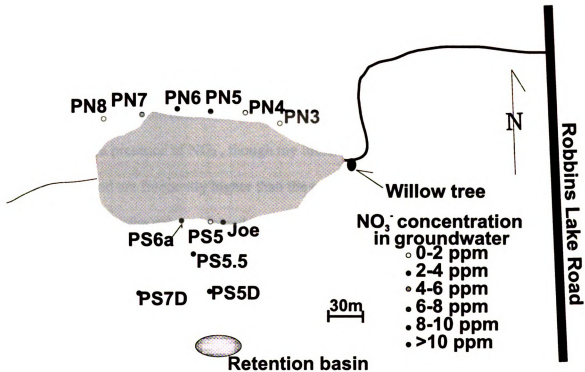 PN8
PN7
PN6
PN5
PN4
PN3
N
Robbins Lake Road
Willow tree
PS6a
PS5
Joe
PS5.5
PS7D
PS5D
30m
Retention basin
NO₃⁻ concentration
in groundwater
0-2 ppm
2-4 ppm
4-6 ppm
6-8 ppm
8-10 ppm
>10 ppm